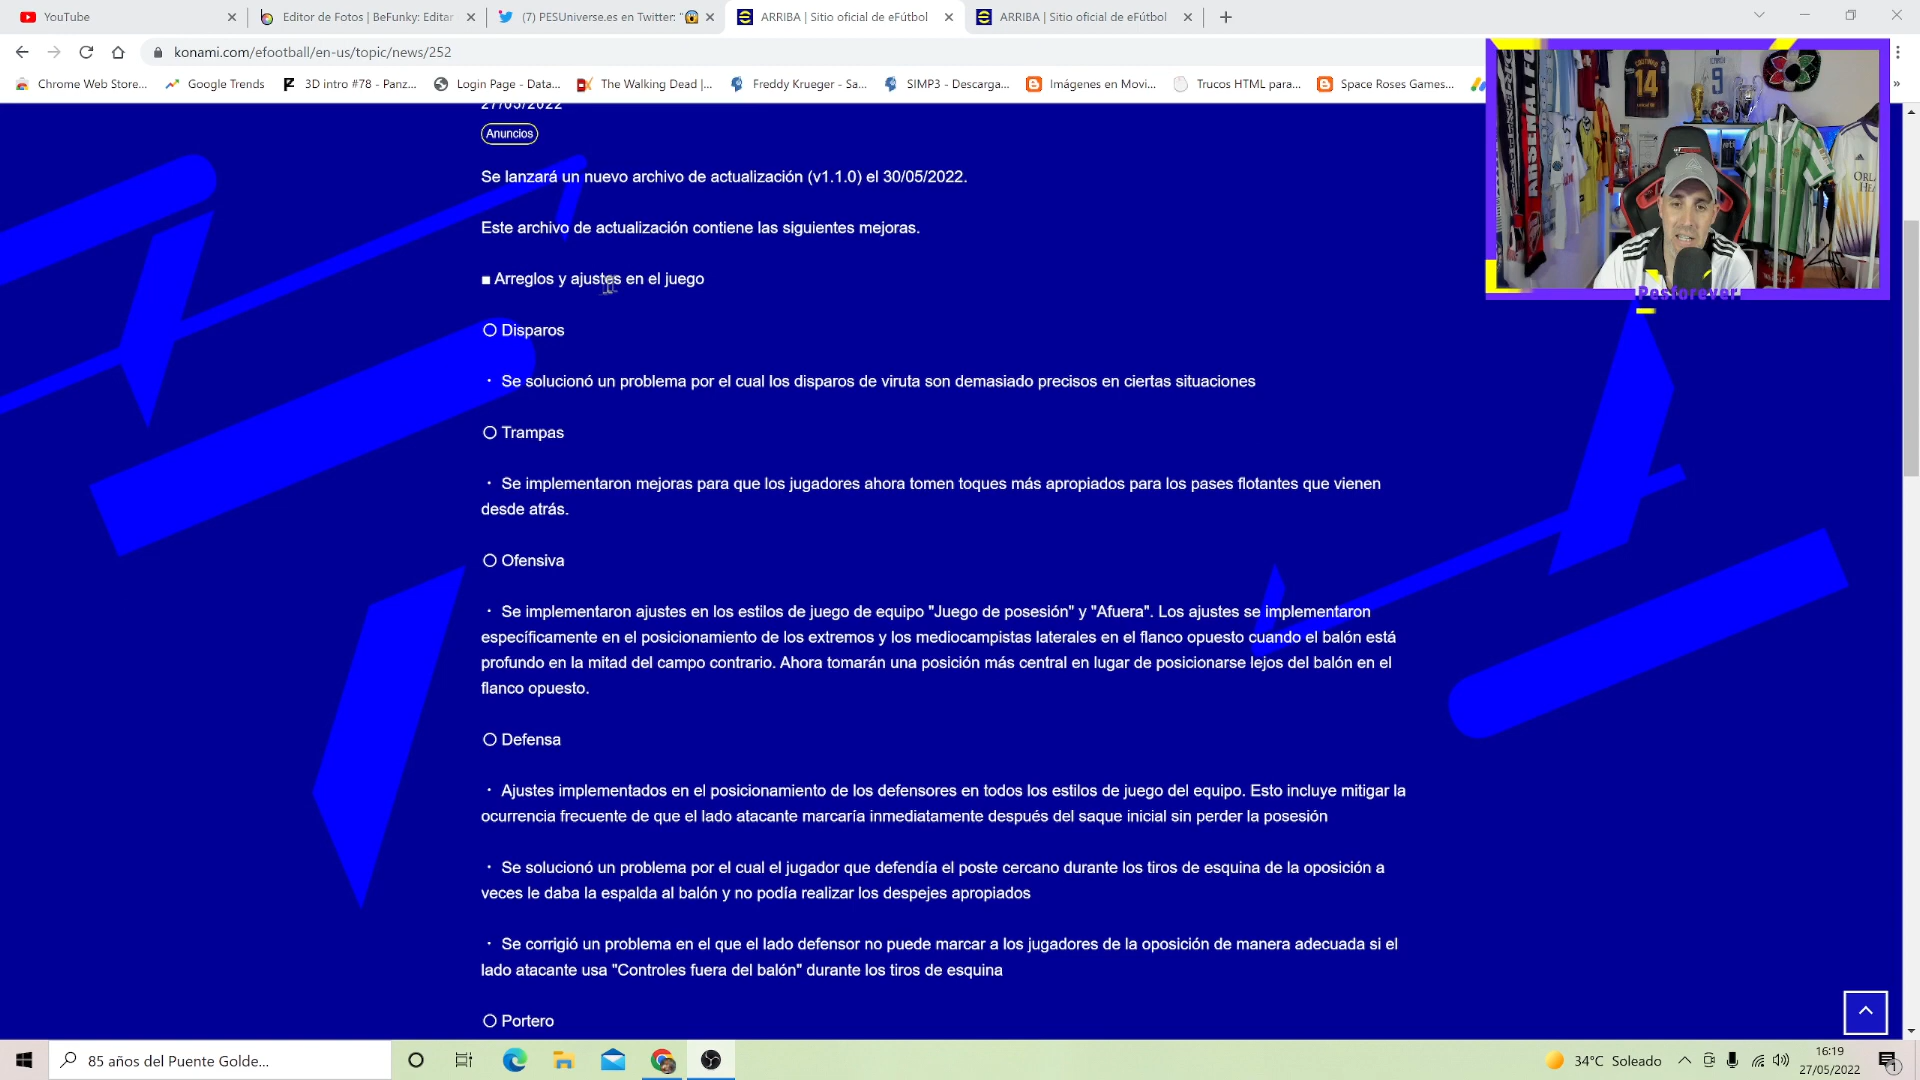 YouTube
Editor de Fotos | BeFunky: Editar
(7) PESUniverse.es en Twitter: "😱
ARRIBA | Sitio oficial de eFútbol
ARRIBA | Sitio oficial de eFútbol
konami.com/efootball/en-us/topic/news/252
Chrome Web Store...
Google Trends
3D intro #78 - Panz...
Login Page - Data...
The Walking Dead |...
Freddy Krueger - Sa...
SIMP3 - Descarga...
Imágenes en Movi...
Trucos HTML para...
Space Roses Games...
27/05/2022
Anuncios
Se lanzará un nuevo archivo de actualización (v1.1.0) el 30/05/2022.
Este archivo de actualización contiene las siguientes mejoras.
■ Arreglos y ajustes en el juego
○ Disparos
・ Se solucionó un problema por el cual los disparos de viruta son demasiado precisos en ciertas situaciones
○ Trampas
・ Se implementaron mejoras para que los jugadores ahora tomen toques más apropiados para los pases flotantes que vienen
desde atrás.
○ Ofensiva
・ Se implementaron ajustes en los estilos de juego de equipo "Juego de posesión" y "Afuera". Los ajustes se implementaron
específicamente en el posicionamiento de los extremos y los mediocampistas laterales en el flanco opuesto cuando el balón está
profundo en la mitad del campo contrario. Ahora tomarán una posición más central en lugar de posicionarse lejos del balón en el
flanco opuesto.
○ Defensa
・ Ajustes implementados en el posicionamiento de los defensores en todos los estilos de juego del equipo. Esto incluye mitigar la
ocurrencia frecuente de que el lado atacante marcaría inmediatamente después del saque inicial sin perder la posesión
・ Se solucionó un problema por el cual el jugador que defendía el poste cercano durante los tiros de esquina de la oposición a
veces le daba la espalda al balón y no podía realizar los despejes apropiados
・ Se corrigió un problema en el que el lado defensor no puede marcar a los jugadores de la oposición de manera adecuada si el
lado atacante usa "Controles fuera del balón" durante los tiros de esquina
○ Portero
14
9
ARSENAL
ORL
Pesforever
85 años del Puente Golde...
34°C Soleado
16:19
27/05/2022
1